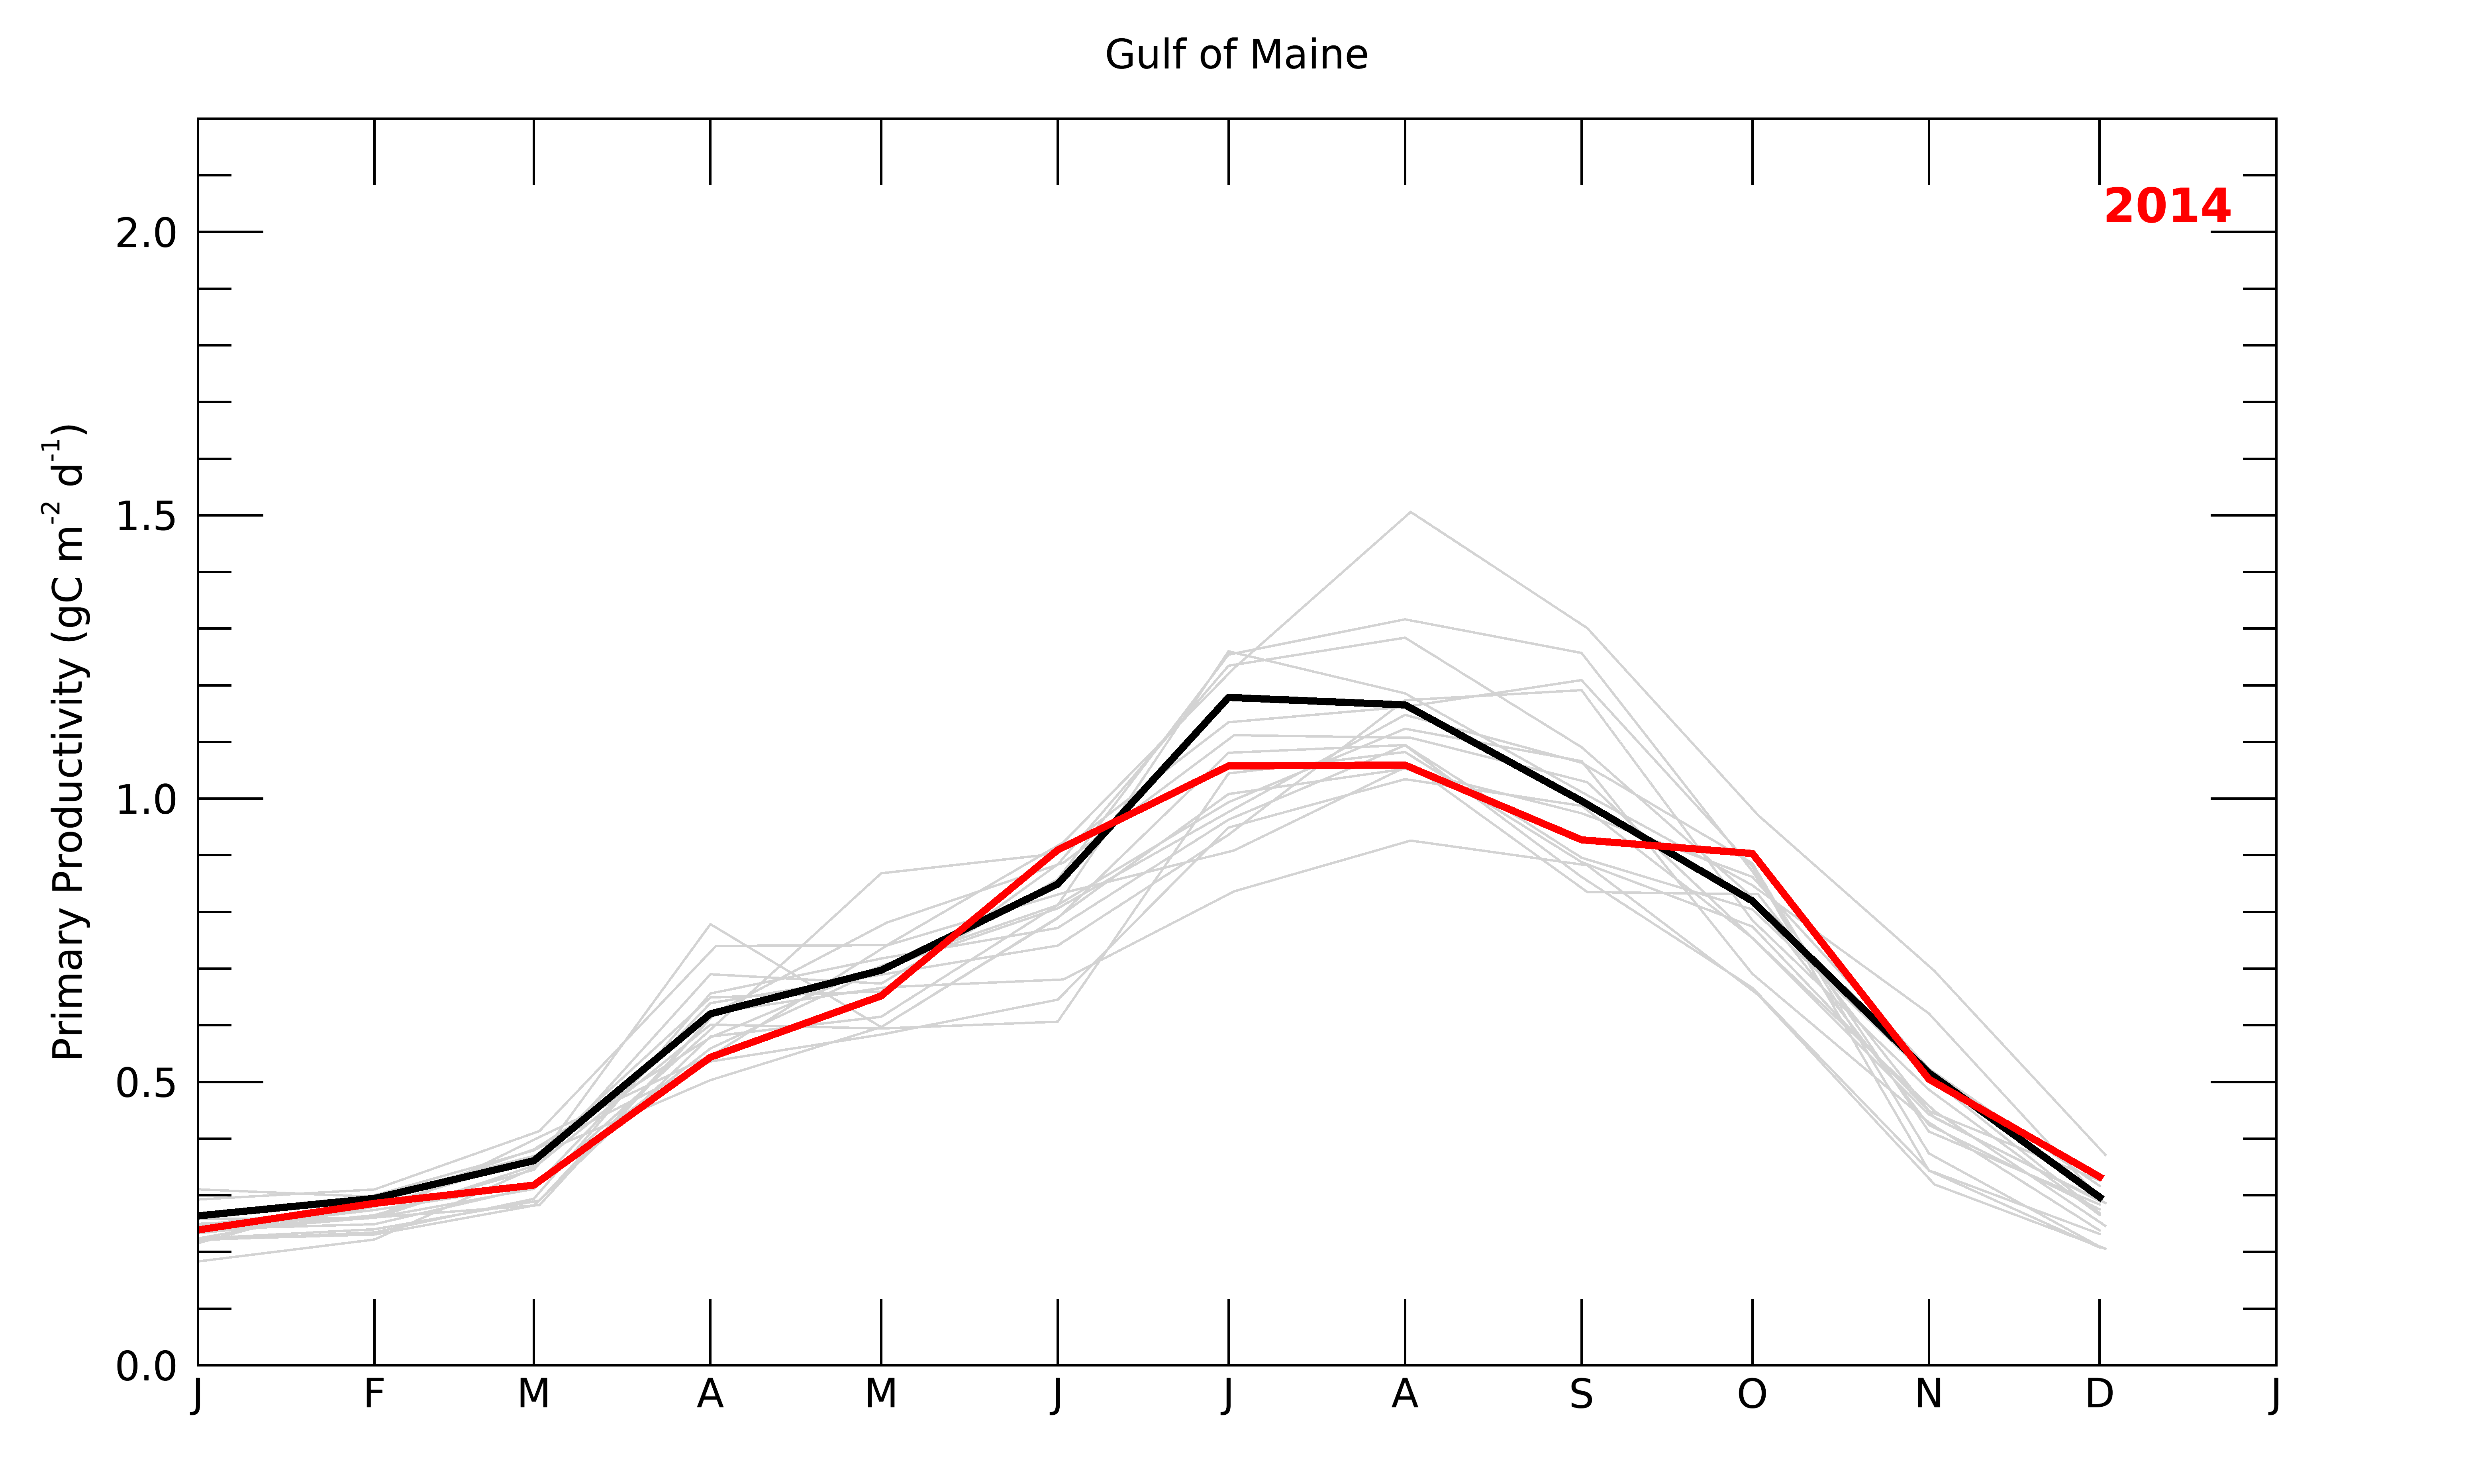 Gulf of Maine
2014
Primary Productivity (gC m-2 d-1)
2.0
1.5
1.0
0.5
0.0
J F M A M J J A S O N D J